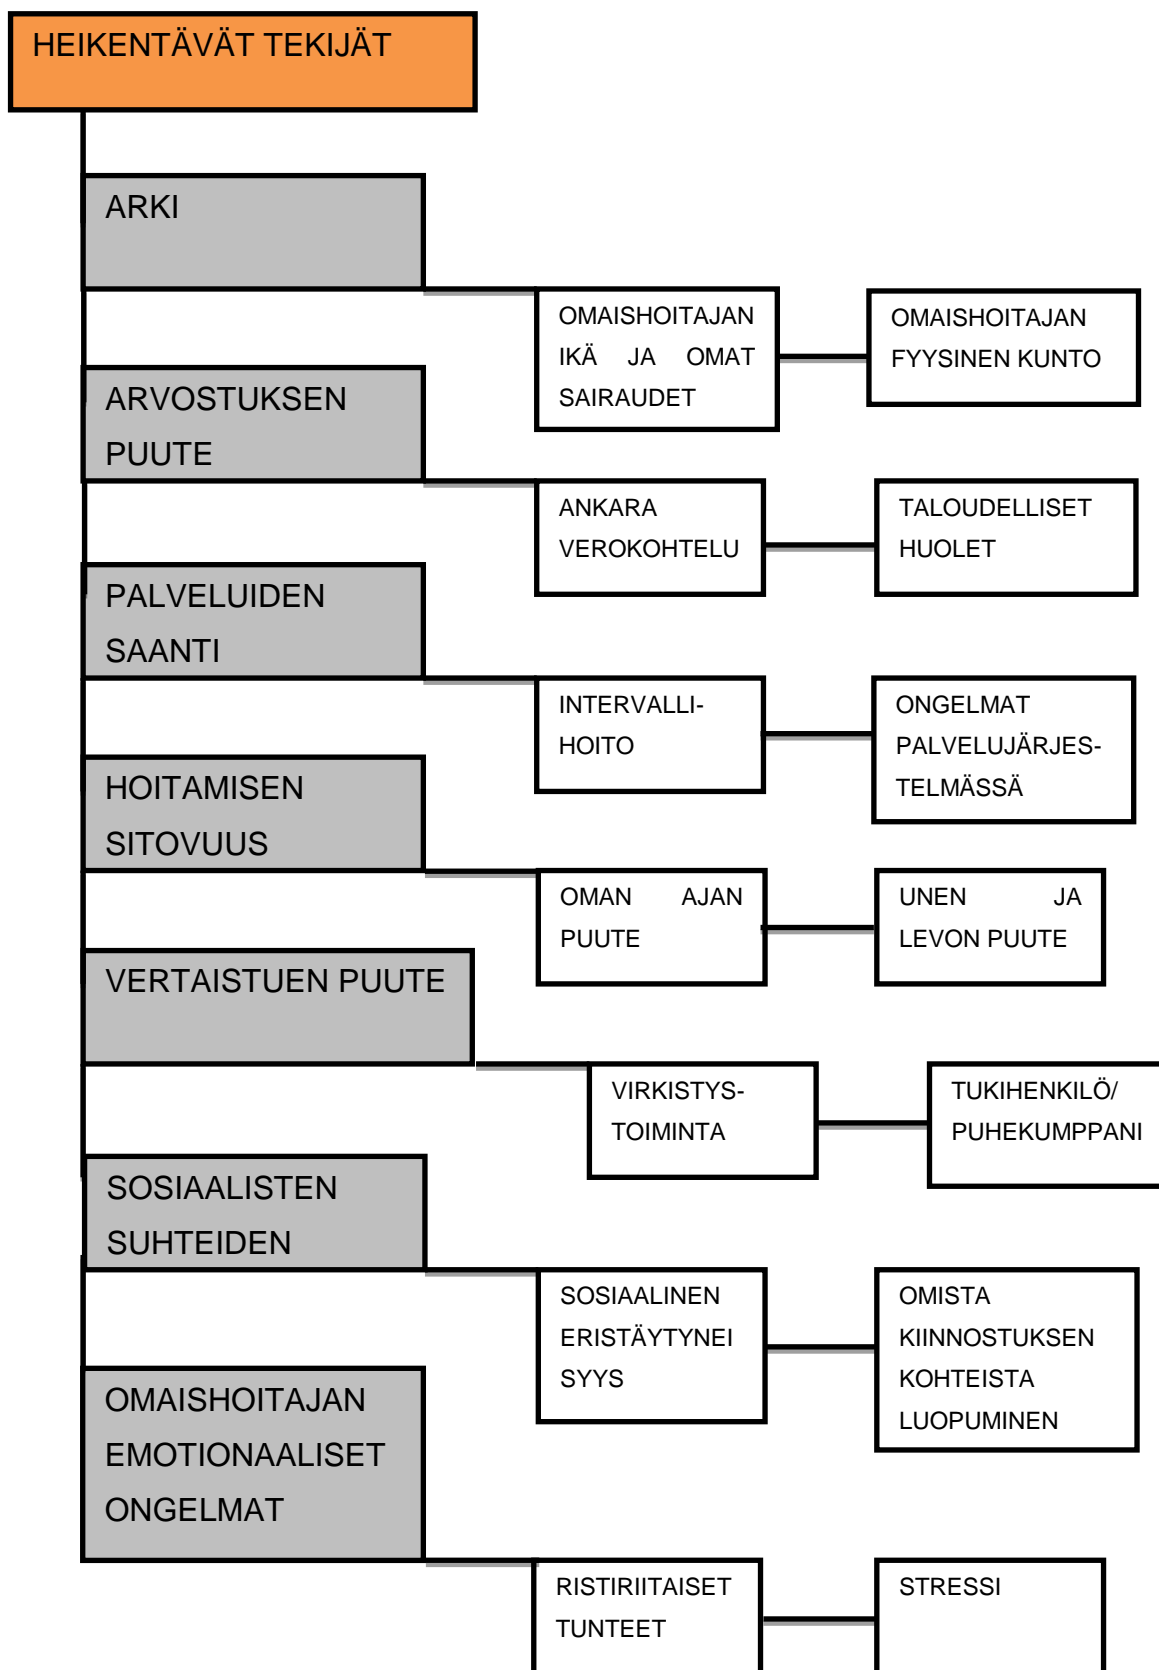 HEIKENTÄVÄT TEKIJÄT
ARKI
OMAISHOITAJAN
IKÄ JA OMAT
SAIRAUDET
OMAISHOITAJAN
FYYSINEN KUNTO
ARVOSTUKSEN
PUUTE
ANKARA
VEROKOHTELU
TALOUDELLISET
HUOLET
PALVELUIDEN
SAANTI
INTERVALLI-
HOITO
ONGELMAT
PALVELUJÄRJES-
TELMÄSSÄ
HOITAMISEN
SITOVUUS
OMAN AJAN
PUUTE
UNEN JA
LEVON PUUTE
VERTAISTUEN PUUTE
VIRKISTYS-
TOIMINTA
TUKIHENKILÖ/
PUHEKUMPPANI
SOSIAALISTEN
SUHTEIDEN
SOSIAALINEN
ERISTÄYTYNEI
SYYS
OMISTA
KIINNOSTUKSEN
KOHTEISTA
LUOPUMINEN
OMAISHOITAJAN
EMOTIONAALISET
ONGELMAT
RISTIRIITAISET
TUNTEET
STRESSI